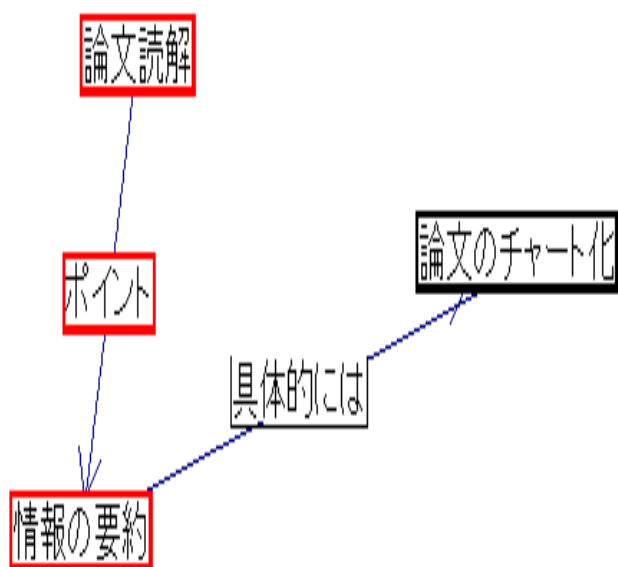 論文読解
ポイント
情報の要約
具体的には
論文のチャート化